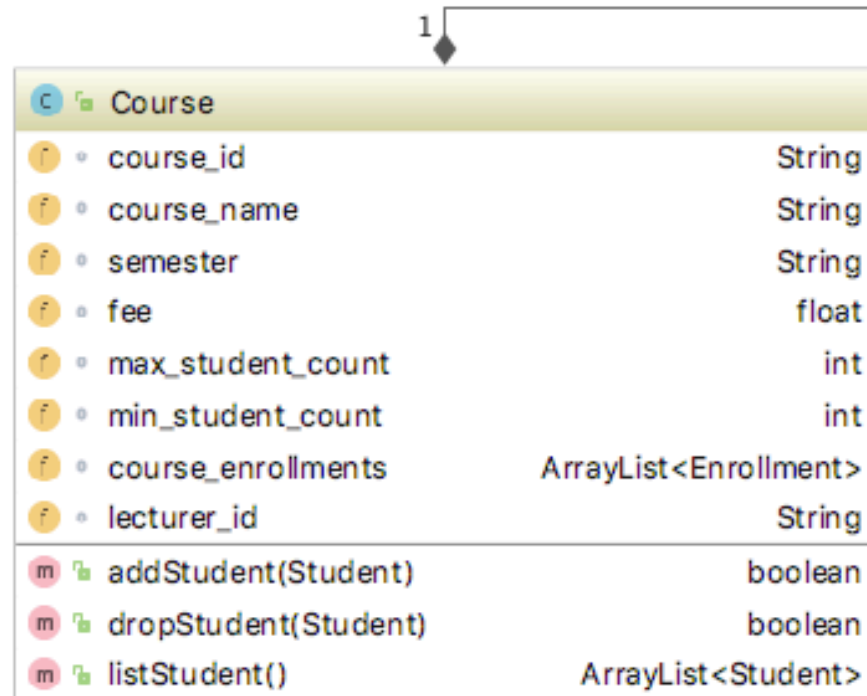 1
C Course
f course_id String
f course_name String
f semester String
f fee float
f max_student_count int
f min_student_count int
f course_enrollments ArrayList<Enrollment>
f lecturer_id String
m addStudent(Student) boolean
m dropStudent(Student) boolean
m listStudent() ArrayList<Student>